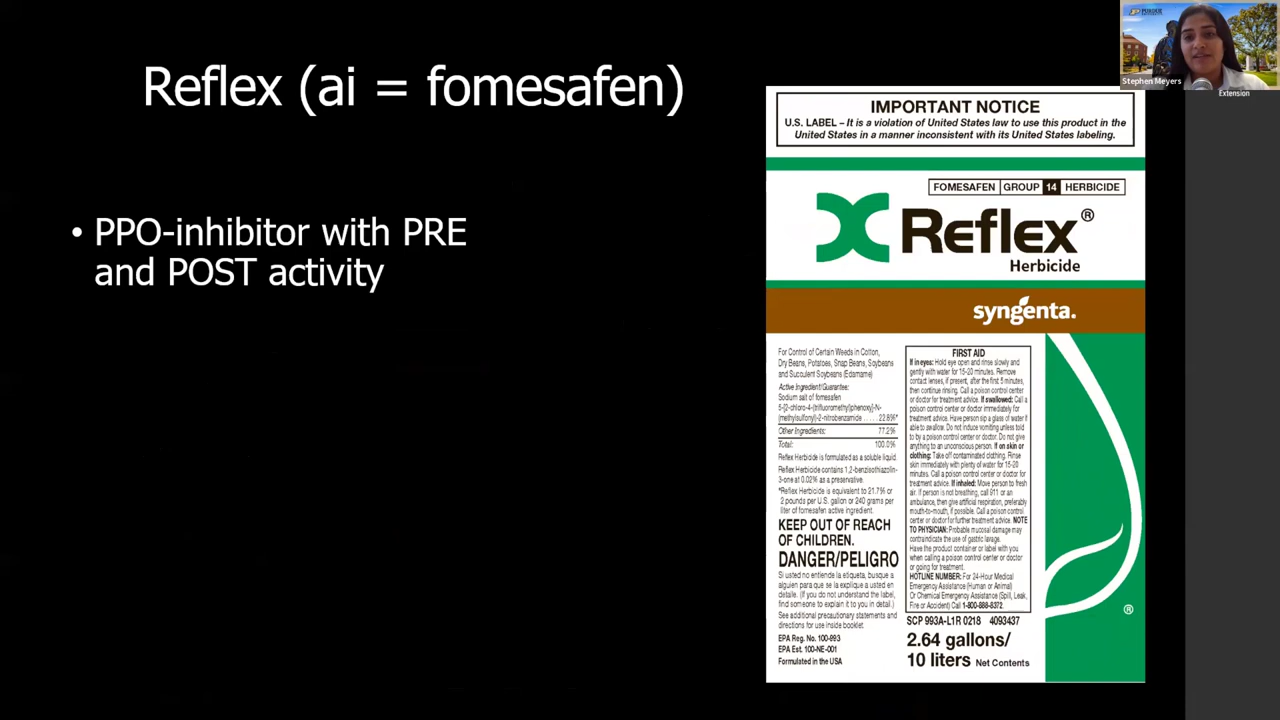 PURDUE
Stephen Meyers
Extension
Reflex (ai = fomesafen)
• PPO-inhibitor with PRE
and POST activity
IMPORTANT NOTICE
U.S. LABEL – It is a violation of United States law to use this product in the
United States in a manner inconsistent with its United States labeling.
FOMESAFEN GROUP 14 HERBICIDE
Reflex®
Herbicide
syngenta.
For Control of Certain Weeds in Cotton,
Dry Beans, Potatoes, Snap Beans, Soybeans
and Succulent Soybeans (Edamame)
Active Ingredient/Guarantee:
Sodium salt of fomesafen
5-[2-chloro-4-(trifluoromethyl)phenoxy]-N-
(methylsulfonyl)-2-nitrobenzamide ..... 22.8%*
Other Ingredients: 77.2%
Total: 100.0%
Reflex Herbicide is formulated as a soluble liquid.
Reflex Herbicide contains 1,2-benzisothiazolin-
3-one at 0.02% as a preservative.
*Reflex Herbicide is equivalent to 21.7% or
2 pounds per U.S. gallon or 240 grams per
liter of fomesafen active ingredient.
KEEP OUT OF REACH
OF CHILDREN.
DANGER/PELIGRO
Si usted no entiende la etiqueta, busque a
alguien para que se la explique a usted en
detalle. (If you do not understand the label,
find someone to explain it to you in detail.)
See additional precautionary statements and
directions for use inside booklet.
EPA Reg. No. 100-993
EPA Est. 100-NE-001
Formulated in the USA
FIRST AID
If in eyes: Hold eye open and rinse slowly and
gently with water for 15-20 minutes. Remove
contact lenses, if present, after the first 5 minutes,
then continue rinsing. Call a poison control center
or doctor for treatment advice. If swallowed: Call a
poison control center or doctor immediately for
treatment advice. Have person sip a glass of water if
able to swallow. Do not induce vomiting unless told
to by a poison control center or doctor. Do not give
anything to an unconscious person. If on skin or
clothing: Take off contaminated clothing. Rinse
skin immediately with plenty of water for 15-20
minutes. Call a poison control center or doctor for
treatment advice. If inhaled: Move person to fresh
air. If person is not breathing, call 911 or an
ambulance, then give artificial respiration, preferably
mouth-to-mouth, if possible. Call a poison control
center or doctor for further treatment advice. NOTE
TO PHYSICIAN: Probable mucosal damage may
contraindicate the use of gastric lavage.
Have the product container or label with you
when calling a poison control center or doctor
or going for treatment.
HOTLINE NUMBER: For 24-Hour Medical
Emergency Assistance (Human or Animal)
Or Chemical Emergency Assistance (Spill, Leak,
Fire or Accident) Call 1-800-888-8372.
SCP 993A-L1R 0218 4093437
2.64 gallons/
10 liters Net Contents
®